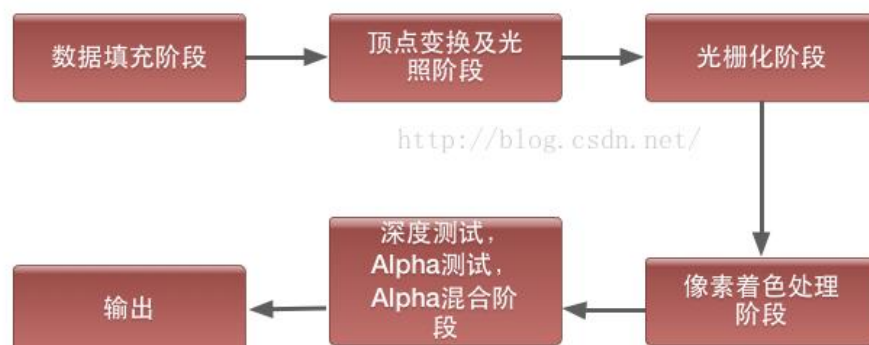 数据填充阶段
顶点变换及光
照阶段
光栅化阶段
http://blog.csdn.net/
像素着色处理
阶段
深度测试，
Alpha测试，
Alpha混合阶
段
输出